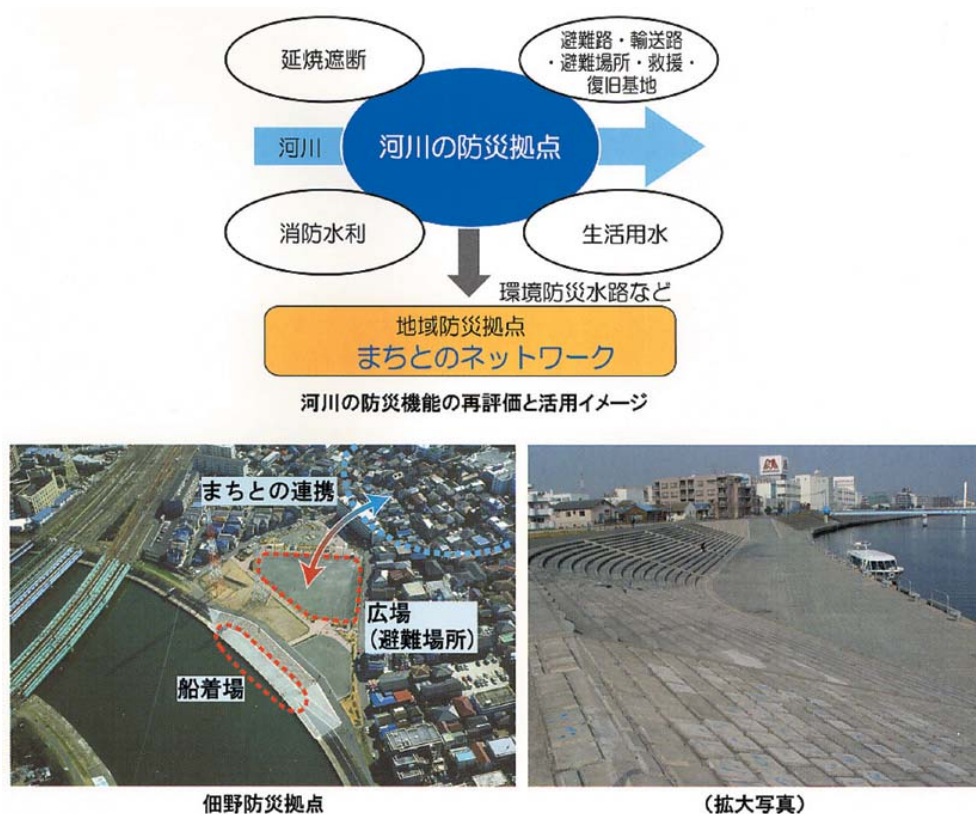 延焼遮断
避難路・輸送路
・避難場所・救援・
復旧基地
河川
河川の防災拠点
消防水利
生活用水
環境防災水路など
地域防災拠点
まちとのネットワーク
河川の防災機能の再評価と活用イメージ
まちとの連携
広場
(避難場所)
船着場
佃野防災拠点
(拡大写真)